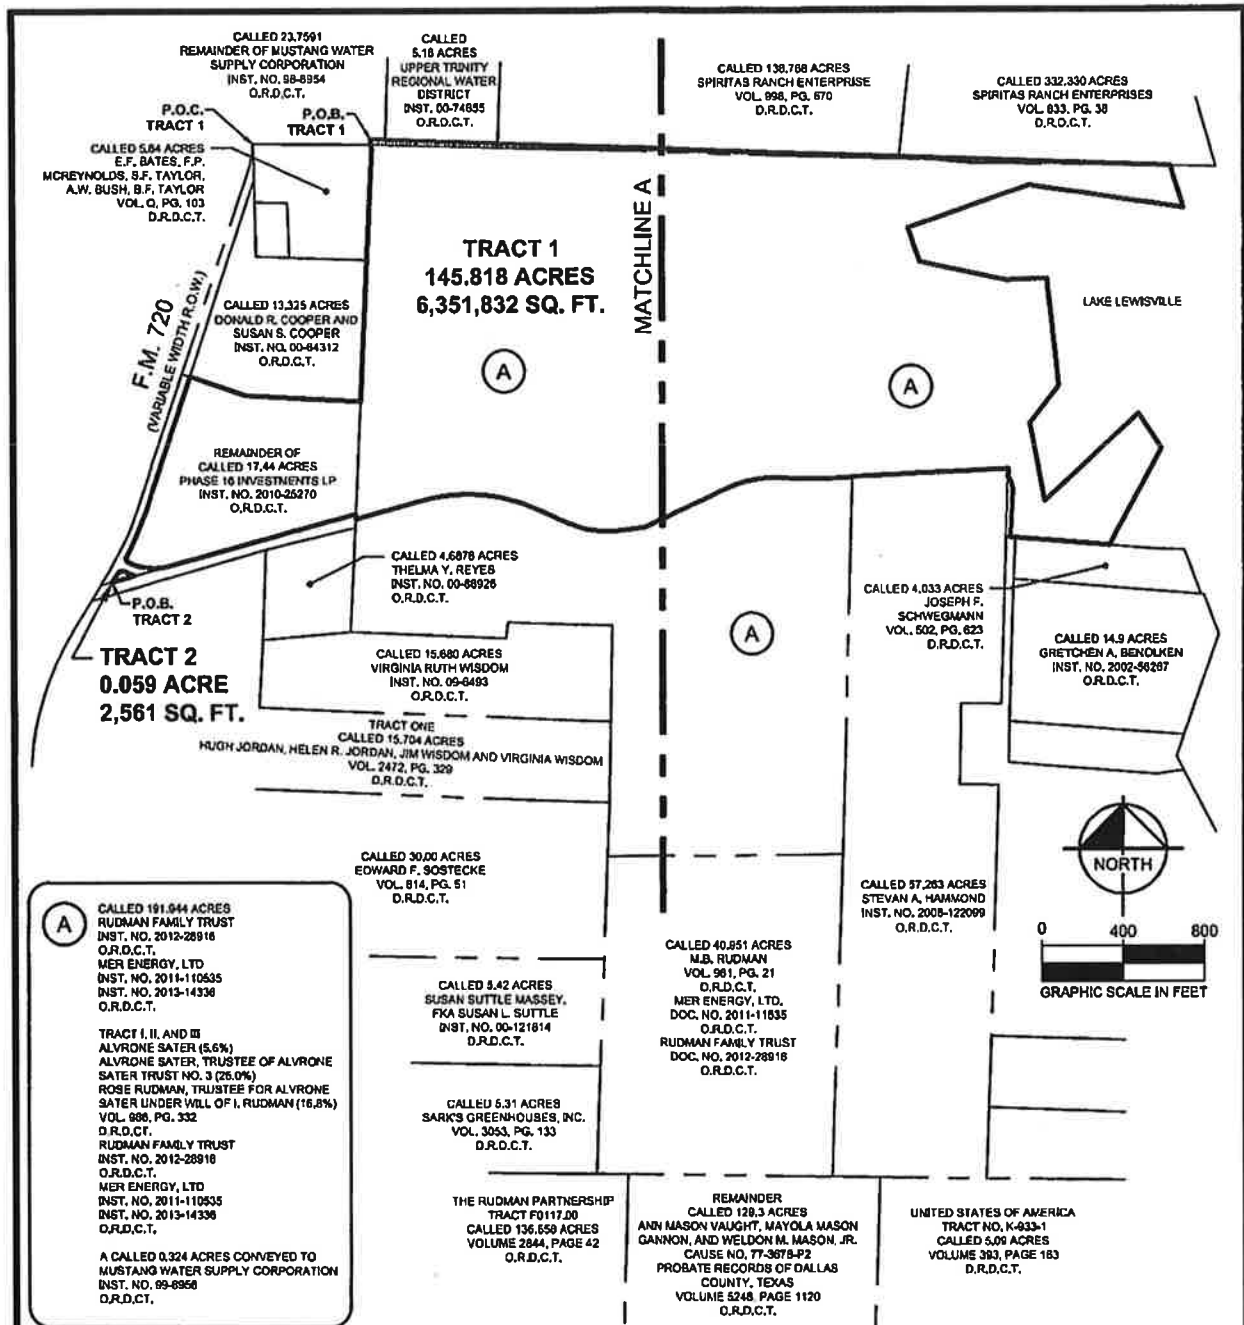 CALLED 23.7591
REMAINDER OF MUSTANG WATER
SUPPLY CORPORATION
INST. NO. 98-8954
O.R.D.C.T.
CALLED
5.18 ACRES
UPPER TRINITY
REGIONAL WATER
DISTRICT
INST. 00-74655
O.R.D.C.T.
CALLED 138.768 ACRES
SPIRITAS RANCH ENTERPRISE
VOL. 998, PG. 670
D.R.D.C.T.
CALLED 332.330 ACRES
SPIRITAS RANCH ENTERPRISES
VOL. 833, PG. 38
D.R.D.C.T.
P.O.C.
TRACT 1
P.O.B.
TRACT 1
CALLED 5.84 ACRES
E.F. BATES, F.P.
MCREYNOLDS, S.F. TAYLOR,
A.W. BUSH, B.F. TAYLOR
VOL. Q, PG. 103
D.R.D.C.T.
TRACT 1
145.818 ACRES
6,351,832 SQ. FT.
MATCHLINE A
LAKE LEWISVILLE
F.M. 720
(VARIABLE WIDTH R.O.W.)
CALLED 13.325 ACRES
DONALD R. COOPER AND
SUSAN S. COOPER
INST. NO. 00-64312
O.R.D.C.T.
A
A
REMAINDER OF
CALLED 17.44 ACRES
PHASE 16 INVESTMENTS LP
INST. NO. 2010-25270
O.R.D.C.T.
CALLED 4.6878 ACRES
THELMA Y. REYES
INST. NO. 00-88926
O.R.D.C.T.
P.O.B.
TRACT 2
TRACT 2
0.059 ACRE
2,561 SQ. FT.
A
CALLED 4.033 ACRES
JOSEPH F.
SCHWEGMANN
VOL. 502, PG. 623
D.R.D.C.T.
CALLED 14.9 ACRES
GRETCHEN A. BENOLKEN
INST. NO. 2002-56267
O.R.D.C.T.
CALLED 15.680 ACRES
VIRGINIA RUTH WISDOM
INST. NO. 09-6493
O.R.D.C.T.
TRACT ONE
CALLED 15.704 ACRES
HUGH JORDAN, HELEN R. JORDAN, JIM WISDOM AND VIRGINIA WISDOM
VOL. 2472, PG. 329
D.R.D.C.T.
NORTH
CALLED 30.00 ACRES
EDWARD F. SOSTECKE
VOL. 614, PG. 51
D.R.D.C.T.
CALLED 57.263 ACRES
STEVAN A. HAMMOND
INST. NO. 2008-122099
O.R.D.C.T.
0 400 800
GRAPHIC SCALE IN FEET
A
CALLED 191.944 ACRES
RUDMAN FAMILY TRUST
INST. NO. 2012-28916
O.R.D.C.T.
MER ENERGY, LTD
INST. NO. 2011-110535
INST. NO. 2013-14336
O.R.D.C.T.
TRACT I, II, AND III
ALVRONE SATER (5.6%)
ALVRONE SATER, TRUSTEE OF ALVRONE
SATER TRUST NO. 3 (25.0%)
ROSE RUDMAN, TRUSTEE FOR ALVRONE
SATER UNDER WILL OF I. RUDMAN (16.8%)
VOL. 986, PG. 332
D.R.D.CT.
RUDMAN FAMILY TRUST
INST. NO. 2012-28916
O.R.D.C.T.
MER ENERGY, LTD
INST. NO. 2011-110535
INST. NO. 2013-14336
O.R.D.C.T.
A CALLED 0.324 ACRES CONVEYED TO
MUSTANG WATER SUPPLY CORPORATION
INST. NO. 99-8956
O.R.D.CT.
CALLED 40.951 ACRES
M.B. RUDMAN
VOL. 961, PG. 21
D.R.D.C.T.
MER ENERGY, LTD.
DOC. NO. 2011-11635
O.R.D.C.T.
RUDMAN FAMILY TRUST
DOC. NO. 2012-28916
O.R.D.C.T.
CALLED 5.42 ACRES
SUSAN SUTTLE MASSEY,
FKA SUSAN L. SUTTLE
INST. NO. 00-121614
D.R.D.C.T.
CALLED 5.31 ACRES
SARK'S GREENHOUSES, INC.
VOL. 3053, PG. 133
D.R.D.C.T.
THE RUDMAN PARTNERSHIP
TRACT F0117.00
CALLED 136.650 ACRES
VOLUME 2844, PAGE 42
O.R.D.C.T.
REMAINDER
CALLED 129.3 ACRES
ANN MASON VAUGHT, MAYOLA MASON
GANNON, AND WELDON M. MASON, JR.
CAUSE NO. 77-3678-P2
PROBATE RECORDS OF DALLAS
COUNTY, TEXAS
VOLUME 5248, PAGE 1120
O.R.D.C.T.
UNITED STATES OF AMERICA
TRACT NO. K-933-1
CALLED 5.09 ACRES
VOLUME 393, PAGE 163
D.R.D.C.T.